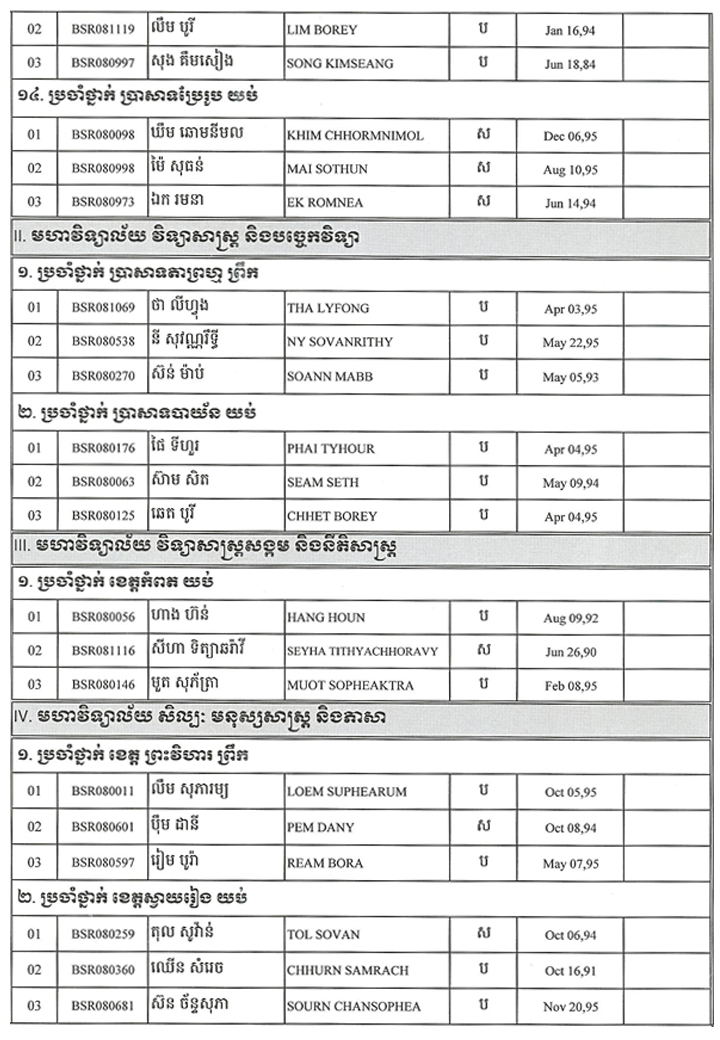 02 BSR081119 លឹម បូរី LIM BOREY ប Jan 16,94
03 BSR080997 សុង គឹមសៀង SONG KIMSEANG ប Jun 18,84
១៤. ប្រចាំថ្នាក់ ប្រាសាទប្រែរូប យប់
01 BSR080098 ឃឹម ឆោមនីមល KHIM CHHORMNIMOL ស Dec 06,95
02 BSR080998 ម៉ៃ សុធន់ MAI SOTHUN ស Aug 10,95
03 BSR080973 ឯក រមនា EK ROMNEA ស Jun 14,94
II. មហាវិទ្យាល័យ វិទ្យាសាស្ត្រ និងបច្ចេកវិទ្យា
១. ប្រចាំថ្នាក់ ប្រាសាទតាព្រហ្ម ព្រឹក
01 BSR081069 ថា លីហ្វុង THA LYFONG ប Apr 03,95
02 BSR080538 នី សុវណ្ណរឹទ្ធី NY SOVANRITHY ប May 22,95
03 BSR080270 ស៊ន់ ម៉ាប់ SOANN MABB ប May 05,93
២. ប្រចាំថ្នាក់ ប្រាសាទបាយ័ន យប់
01 BSR080176 ផៃ ទីហួរ PHAI TYHOUR ប Apr 04,95
02 BSR080063 ស៊ាម សិត SEAM SETH ប May 09,94
03 BSR080125 ឆេត បូរី CHHET BOREY ប Apr 04,95
III. មហាវិទ្យាល័យ វិទ្យាសាស្ត្រសង្គម និងនីតិសាស្ត្រ
១. ប្រចាំថ្នាក់ ខេត្តកំពត យប់
01 BSR080056 ហាង ហ៊ន់ HANG HOUN ប Aug 09,92
02 BSR081116 សីហា ទិត្យាឆរ៉ាវី SEYHA TITHYACHHORAVY ស Jun 26,90
03 BSR080146 មួត សុភ័ត្រា MUOT SOPHEAKTRA ប Feb 08,95
IV. មហាវិទ្យាល័យ សិល្បៈ មនុស្សសាស្ត្រ និងភាសា
១. ប្រចាំថ្នាក់ ខេត្ត ព្រះវិហារ ព្រឹក
01 BSR080011 លឹម សុភារម្យ LOEM SUPHEARUM ប Oct 05,95
02 BSR080601 ប៉ឹម ដានី PEM DANY ស Oct 08,94
03 BSR080597 រៀម បូរ៉ា REAM BORA ប May 07,95
២. ប្រចាំថ្នាក់ ខេត្តស្វាយរៀង យប់
01 BSR080259 តុល សូវ៉ាន់ TOL SOVAN ស Oct 06,94
02 BSR080360 ឈើន សំរេច CHHURN SAMRACH ប Oct 16,91
03 BSR080681 ស៊ន ច័ន្ទសុភា SOURN CHANSOPHEA ប Nov 20,95